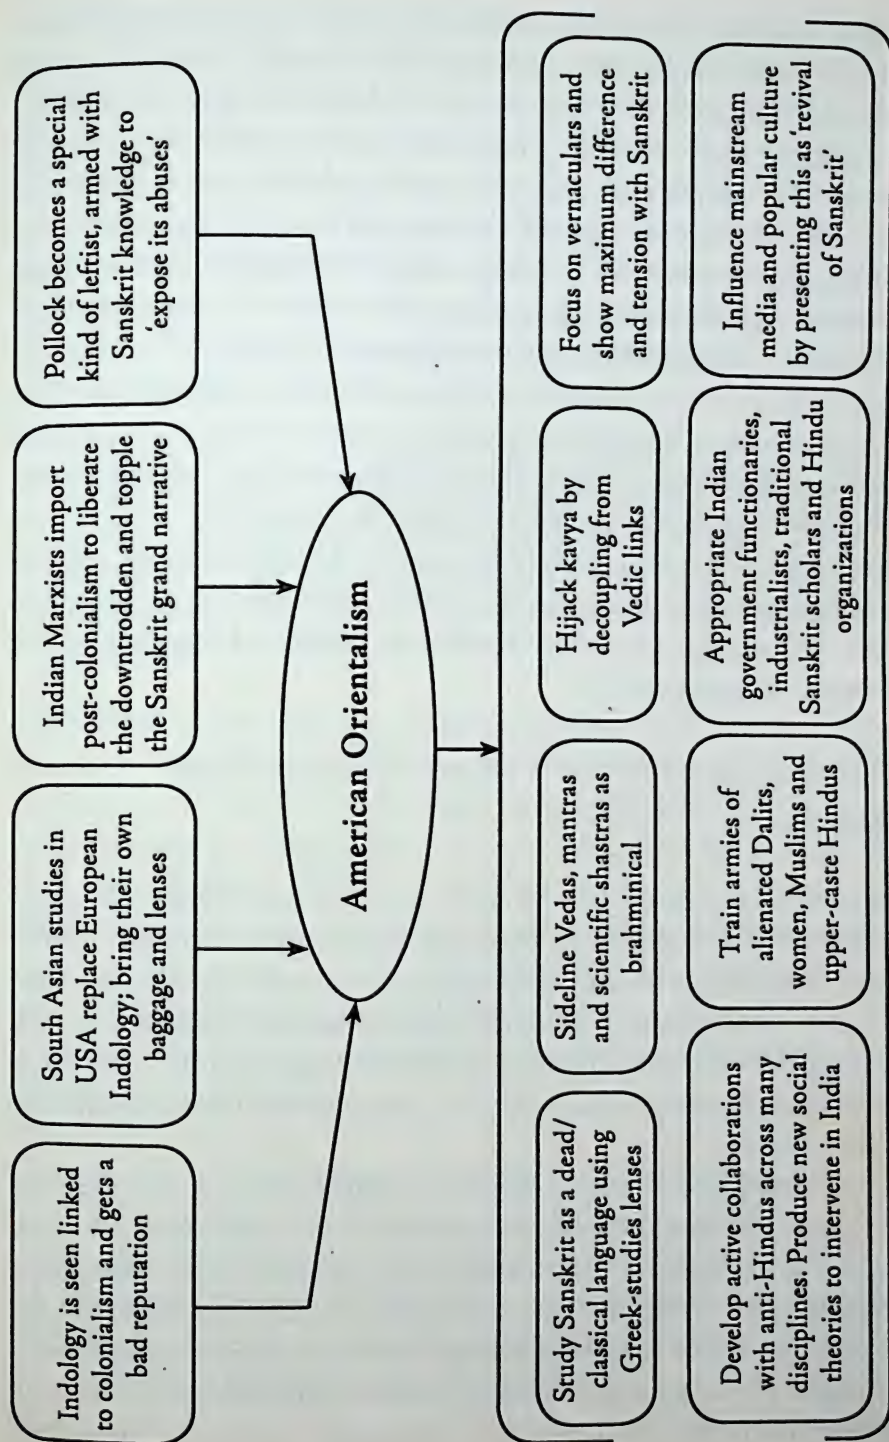 Indology is seen linked
to colonialism and gets a
bad reputation
South Asian studies in
USA replace European
Indology; bring their own
baggage and lenses
Indian Marxists import
post-colonialism to liberate
the downtrodden and topple
the Sanskrit grand narrative
Pollock becomes a special
kind of leftist, armed with
Sanskrit knowledge to
'expose its abuses'
American Orientalism
Study Sanskrit as a dead/
classical language using
Greek-studies lenses
Sideline Vedas, mantras
and scientific shastras as
brahminical
Hijack kavya by
decoupling from
Vedic links
Focus on vernaculars and
show maximum difference
and tension with Sanskrit
Develop active collaborations
with anti-Hindus across many
disciplines. Produce new social
theories to intervene in India
Train armies of
alienated Dalits,
women, Muslims and
upper-caste Hindus
Appropriate Indian
government functionaries,
industrialists, traditional
Sanskrit scholars and Hindu
organizations
Influence mainstream
media and popular culture
by presenting this as 'revival
of Sanskrit'